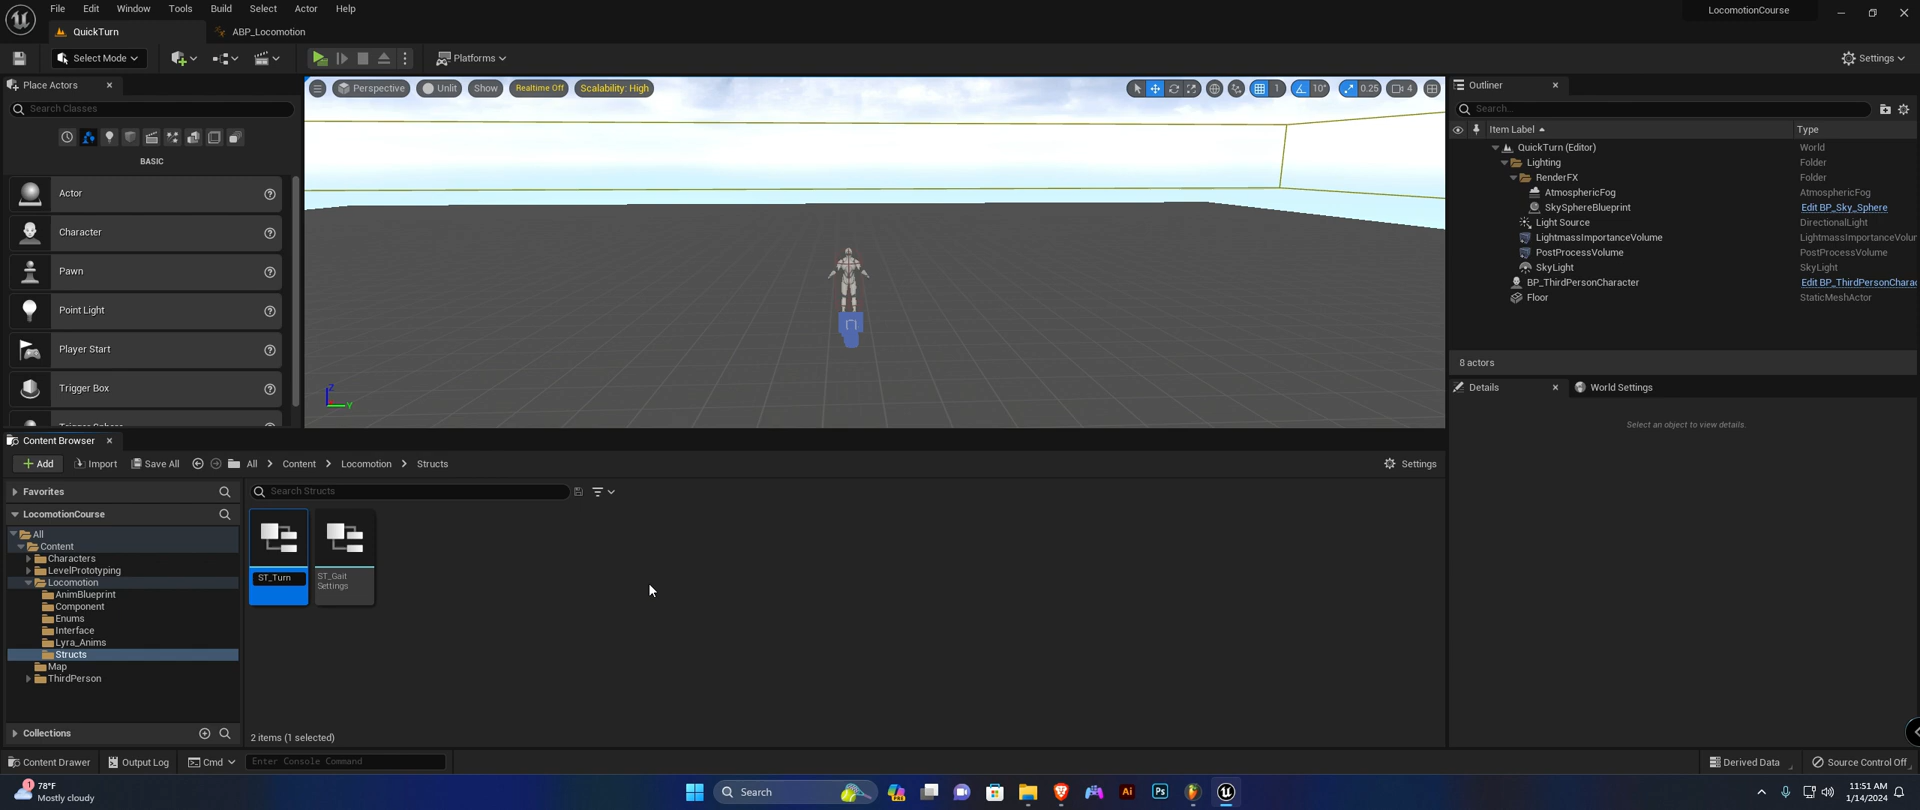 File Edit Window Tools Build Select Actor Help
LocomotionCourse
QuickTurn
ABP_Locomotion
Select Mode
Platforms
Settings
Place Actors
Search Classes
BASIC
Actor
Character
Pawn
Point Light
Player Start
Trigger Box
Perspective
Unlit
Show
Realtime Off
Scalability: High
1
10°
0.25
4
Z
Y
Outliner
Search...
Item Label
Type
QuickTurn (Editor)
World
Lighting
Folder
RenderFX
Folder
AtmosphericFog
AtmosphericFog
SkySphereBlueprint
Edit BP_Sky_Sphere
Light Source
DirectionalLight
LightmassImportanceVolume
LightmassImportanceVolur
PostProcessVolume
PostProcessVolume
SkyLight
SkyLight
BP_ThirdPersonCharacter
Edit BP_ThirdPersonCharac
Floor
StaticMeshActor
8 actors
Details
World Settings
Select an object to view details.
Content Browser
Add
Import
Save All
All
Content
Locomotion
Structs
Settings
Favorites
LocomotionCourse
All
Content
Characters
LevelPrototyping
Locomotion
AnimBlueprint
Component
Enums
Interface
Lyra_Anims
Structs
Map
ThirdPerson
Collections
Search Structs
ST_Turn
ST_Gait
Settings
2 items (1 selected)
Content Drawer
Output Log
Cmd
Enter Console Command
Derived Data
Source Control Off
1
78°F
Mostly cloudy
Search
Ai
Ps
11:51 AM
1/14/2024